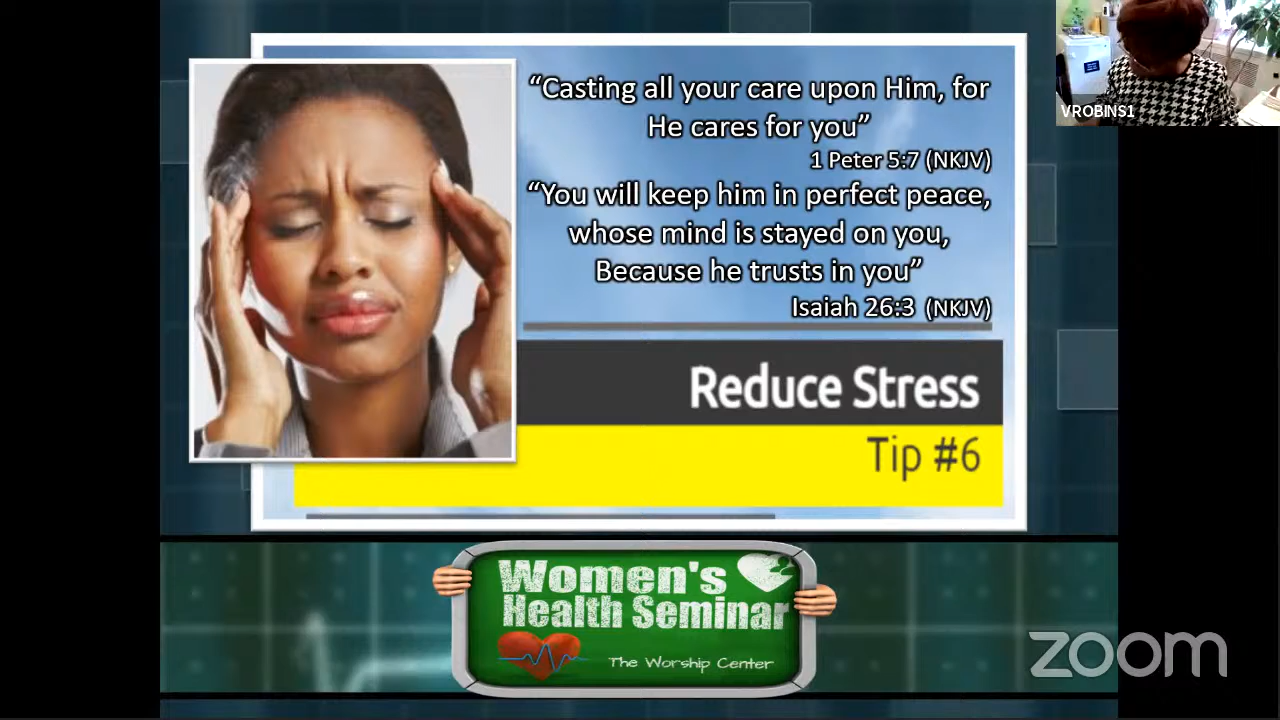 “Casting all your care upon Him, for
He cares for you”
1 Peter 5:7 (NKJV)
“You will keep him in perfect peace,
whose mind is stayed on you,
Because he trusts in you”
Isaiah 26:3 (NKJV)
Reduce Stress
Tip #6
VROBINS1
Women's
Health Seminar
The Worship Center
zoom